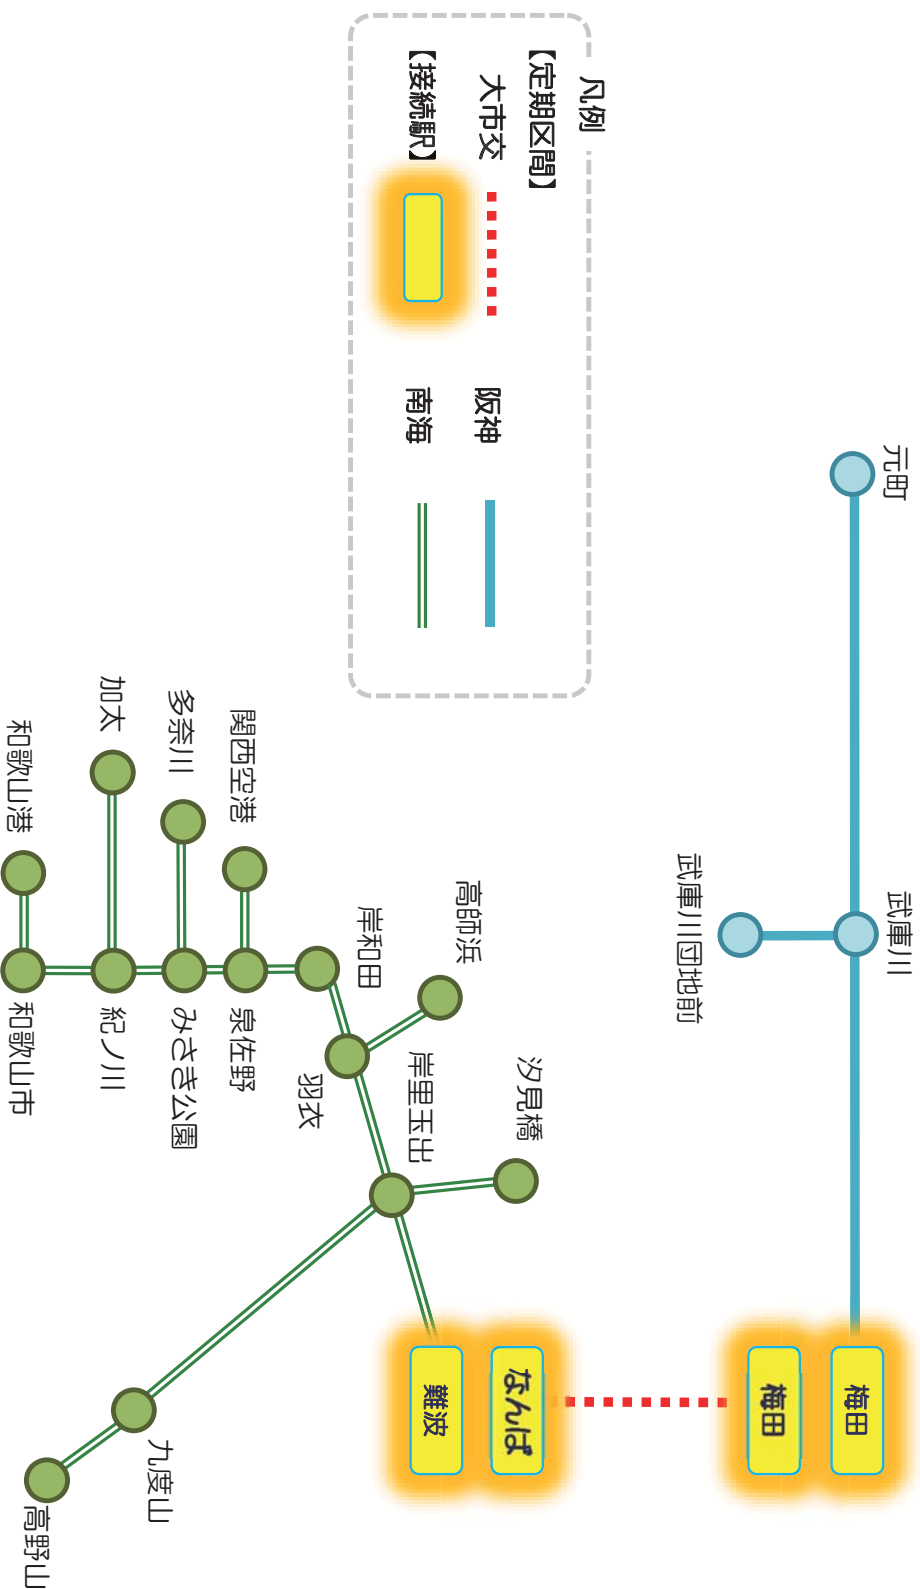 凡例
【定期区間】
大市交
阪神
【接続駅】
南海
元町
武庫川
武庫川団地前
梅田
梅田
なんば
難波
汐見橋
岸里玉出
高師浜
羽衣
岸和田
関西空港
泉佐野
多奈川
みさき公園
加太
紀ノ川
和歌山港
和歌山市
九度山
高野山